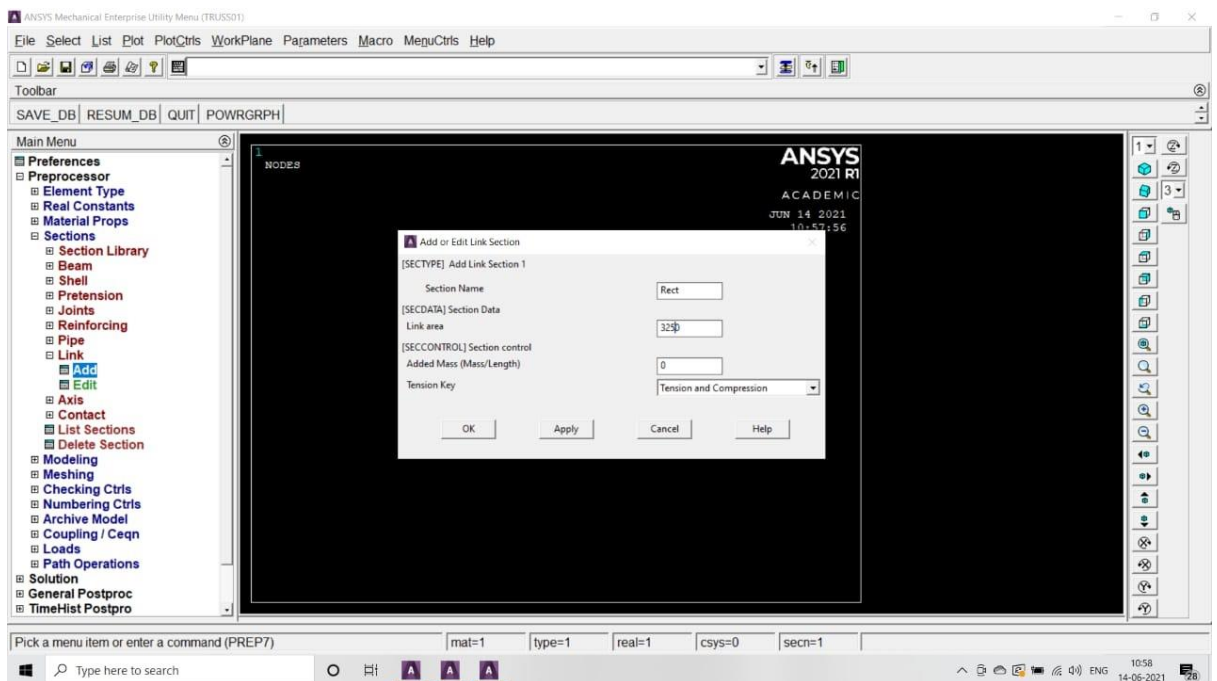 ANSYS Mechanical Enterprise Utility Menu (TRUSS01)
File Select List Plot PlotCtrls WorkPlane Parameters Macro MenuCtrls Help
Toolbar
SAVE_DB RESUM_DB QUIT POWRGRPH
Main Menu
Preferences
Preprocessor
Element Type
Real Constants
Material Props
Sections
Section Library
Beam
Shell
Pretension
Joints
Reinforcing
Pipe
Link
Add
Edit
Axis
Contact
List Sections
Delete Section
Modeling
Meshing
Checking Ctrls
Numbering Ctrls
Archive Model
Coupling / Ceqn
Loads
Path Operations
Solution
General Postproc
TimeHist Postpro
1
NODES
ANSYS
2021 R1
ACADEMIC
JUN 14 2021
10:57:56
Add or Edit Link Section
[SECTYPE] Add Link Section 1
Section Name Rect
[SECDATA] Section Data
Link area 3250
[SECCONTROL] Section control
Added Mass (Mass/Length) 0
Tension Key Tension and Compression
OK Apply Cancel Help
1
3
Pick a menu item or enter a command (PREP7) mat=1 type=1 real=1 csys=0 secn=1
Type here to search
ENG
10:58
14-06-2021
28